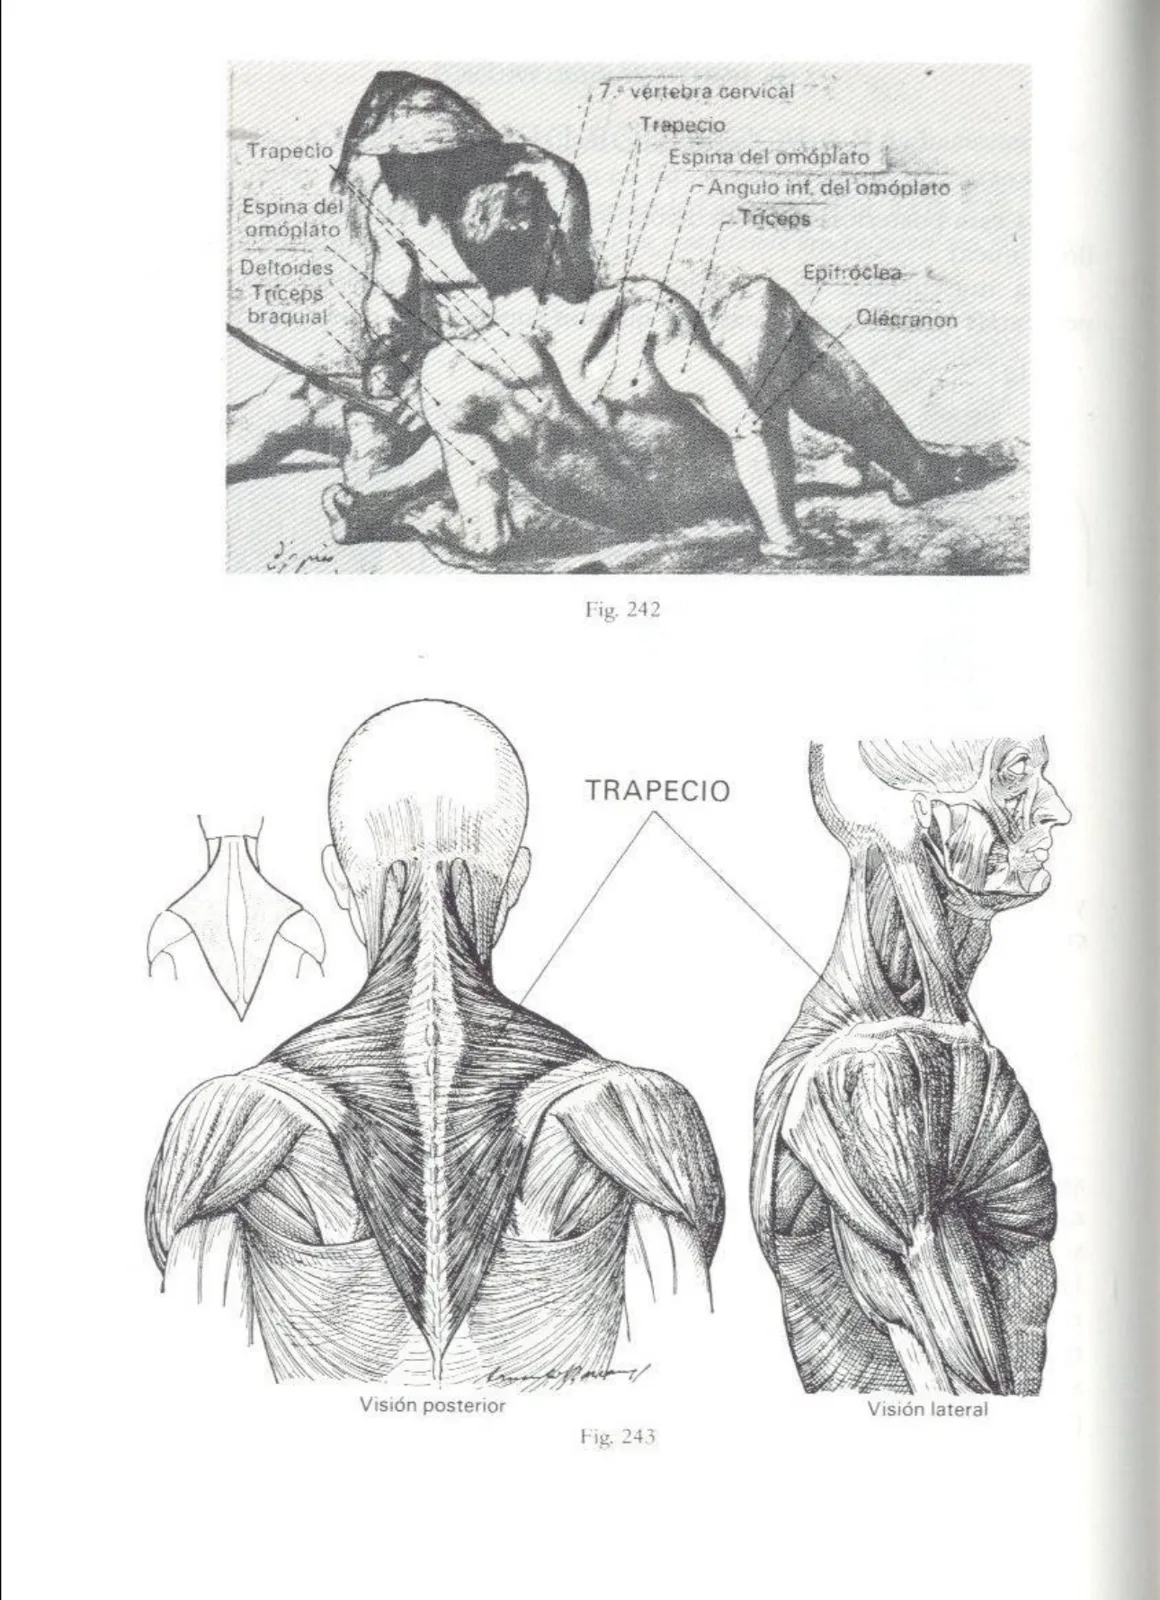 7.ª vértebra cervical
Trapecio
Trapecio
Espina del omóplato
Espina del
omóplato
Angulo inf. del omóplato
Tríceps
Deltoides
Tríceps
braquial
Epitróclea
Olécranon
Fig. 242
TRAPECIO
Visión posterior
Visión lateral
Fig. 243